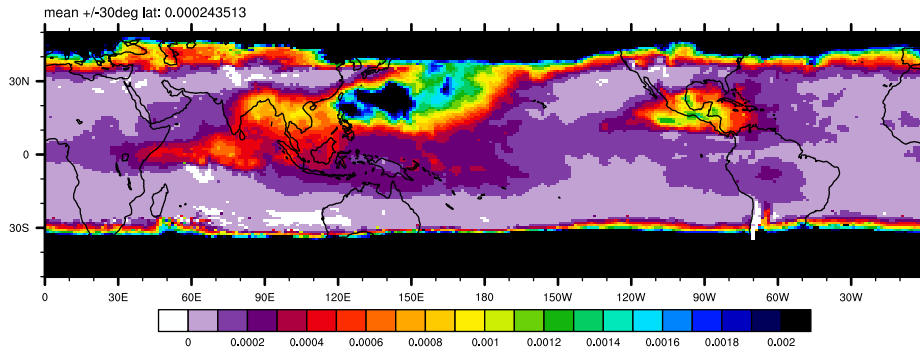 mean +/-30deg lat: 0.000243513
30N
0
30S
0 30E 60E 90E 120E 150E 180 150W 120W 90W 60W 30W
0 0.0002 0.0004 0.0006 0.0008 0.001 0.0012 0.0014 0.0016 0.0018 0.002